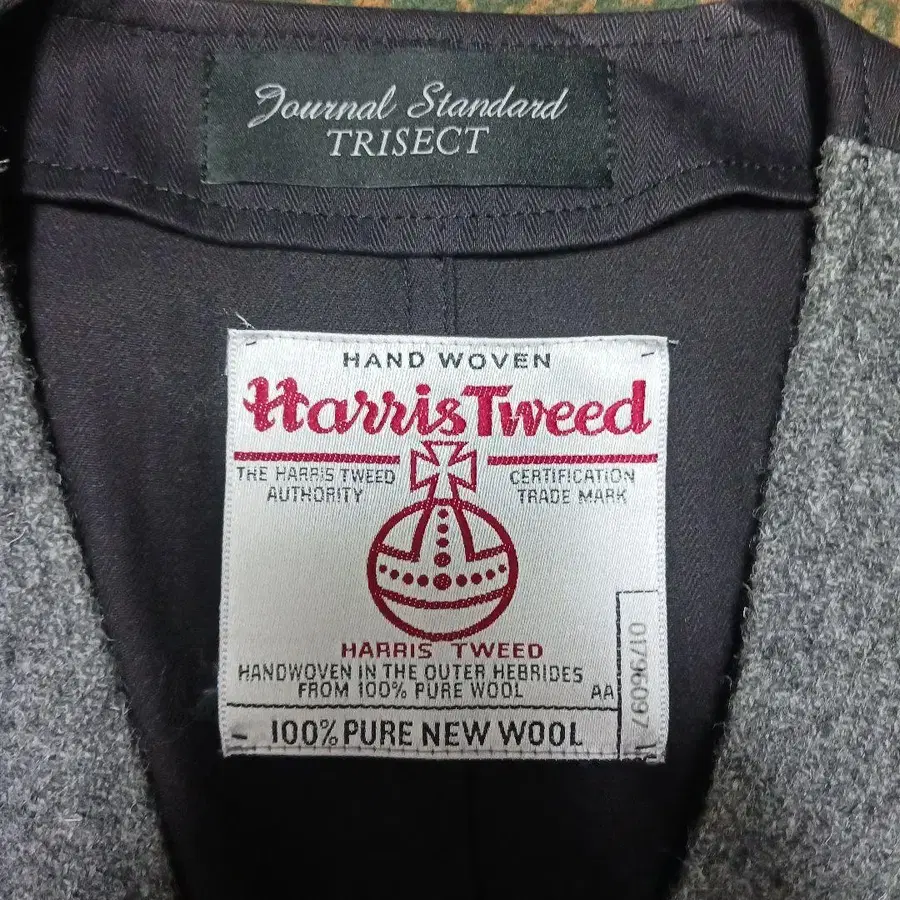 Journal Standard
TRISECT
HAND WOVEN
Harris Tweed
THE HARRIS TWEED
AUTHORITY
CERTIFICATION
TRADE MARK
HARRIS TWEED
HANDWOVEN IN THE OUTER HEBRIDES
FROM 100% PURE WOOL
AA
01796097
100% PURE NEW WOOL